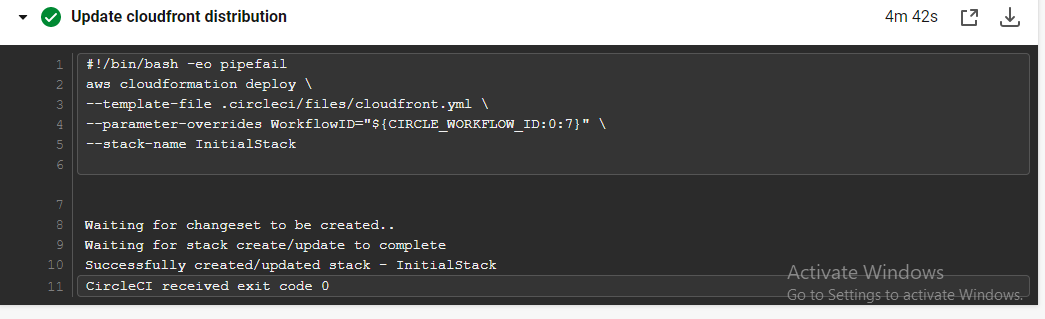 Update cloudfront distribution 4m 42s
1 #!/bin/bash -eo pipefail
2 aws cloudformation deploy \
3 --template-file .circleci/files/cloudfront.yml \
4 --parameter-overrides WorkflowID="${CIRCLE_WORKFLOW_ID:0:7}" \
5 --stack-name InitialStack
6
7
8 Waiting for changeset to be created..
9 Waiting for stack create/update to complete
10 Successfully created/updated stack - InitialStack
11 CircleCI received exit code 0
Activate Windows
Go to Settings to activate Windows.